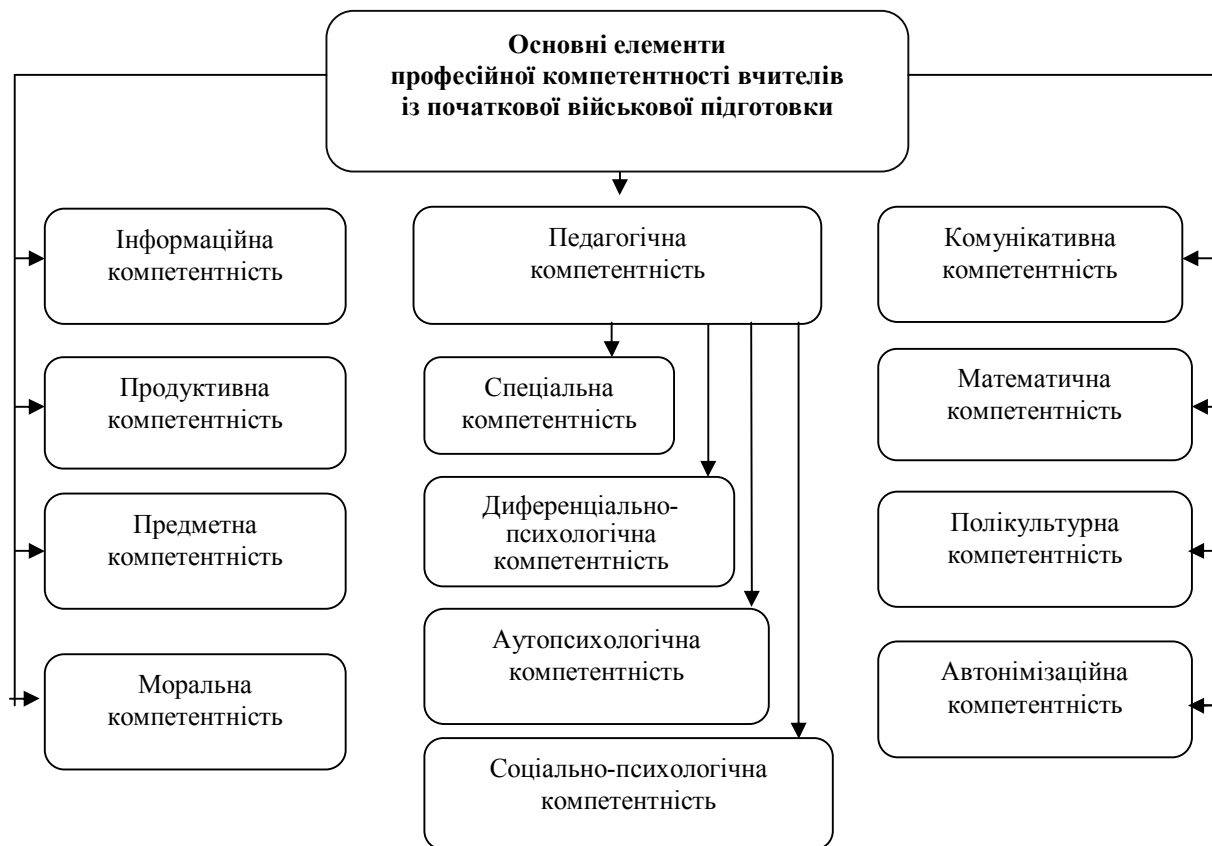 Основні елементи
професійної компетентності вчителів
із початкової військової підготовки
Інформаційна
компетентність
Продуктивна
компетентність
Предметна
компетентність
Моральна
компетентність
Педагогічна
компетентність
Спеціальна
компетентність
Диференціально-
психологічна
компетентність
Аутопсихологічна
компетентність
Соціально-психологічна
компетентність
Комунікативна
компетентність
Математична
компетентність
Полікультурна
компетентність
Автонімізаційна
компетентність